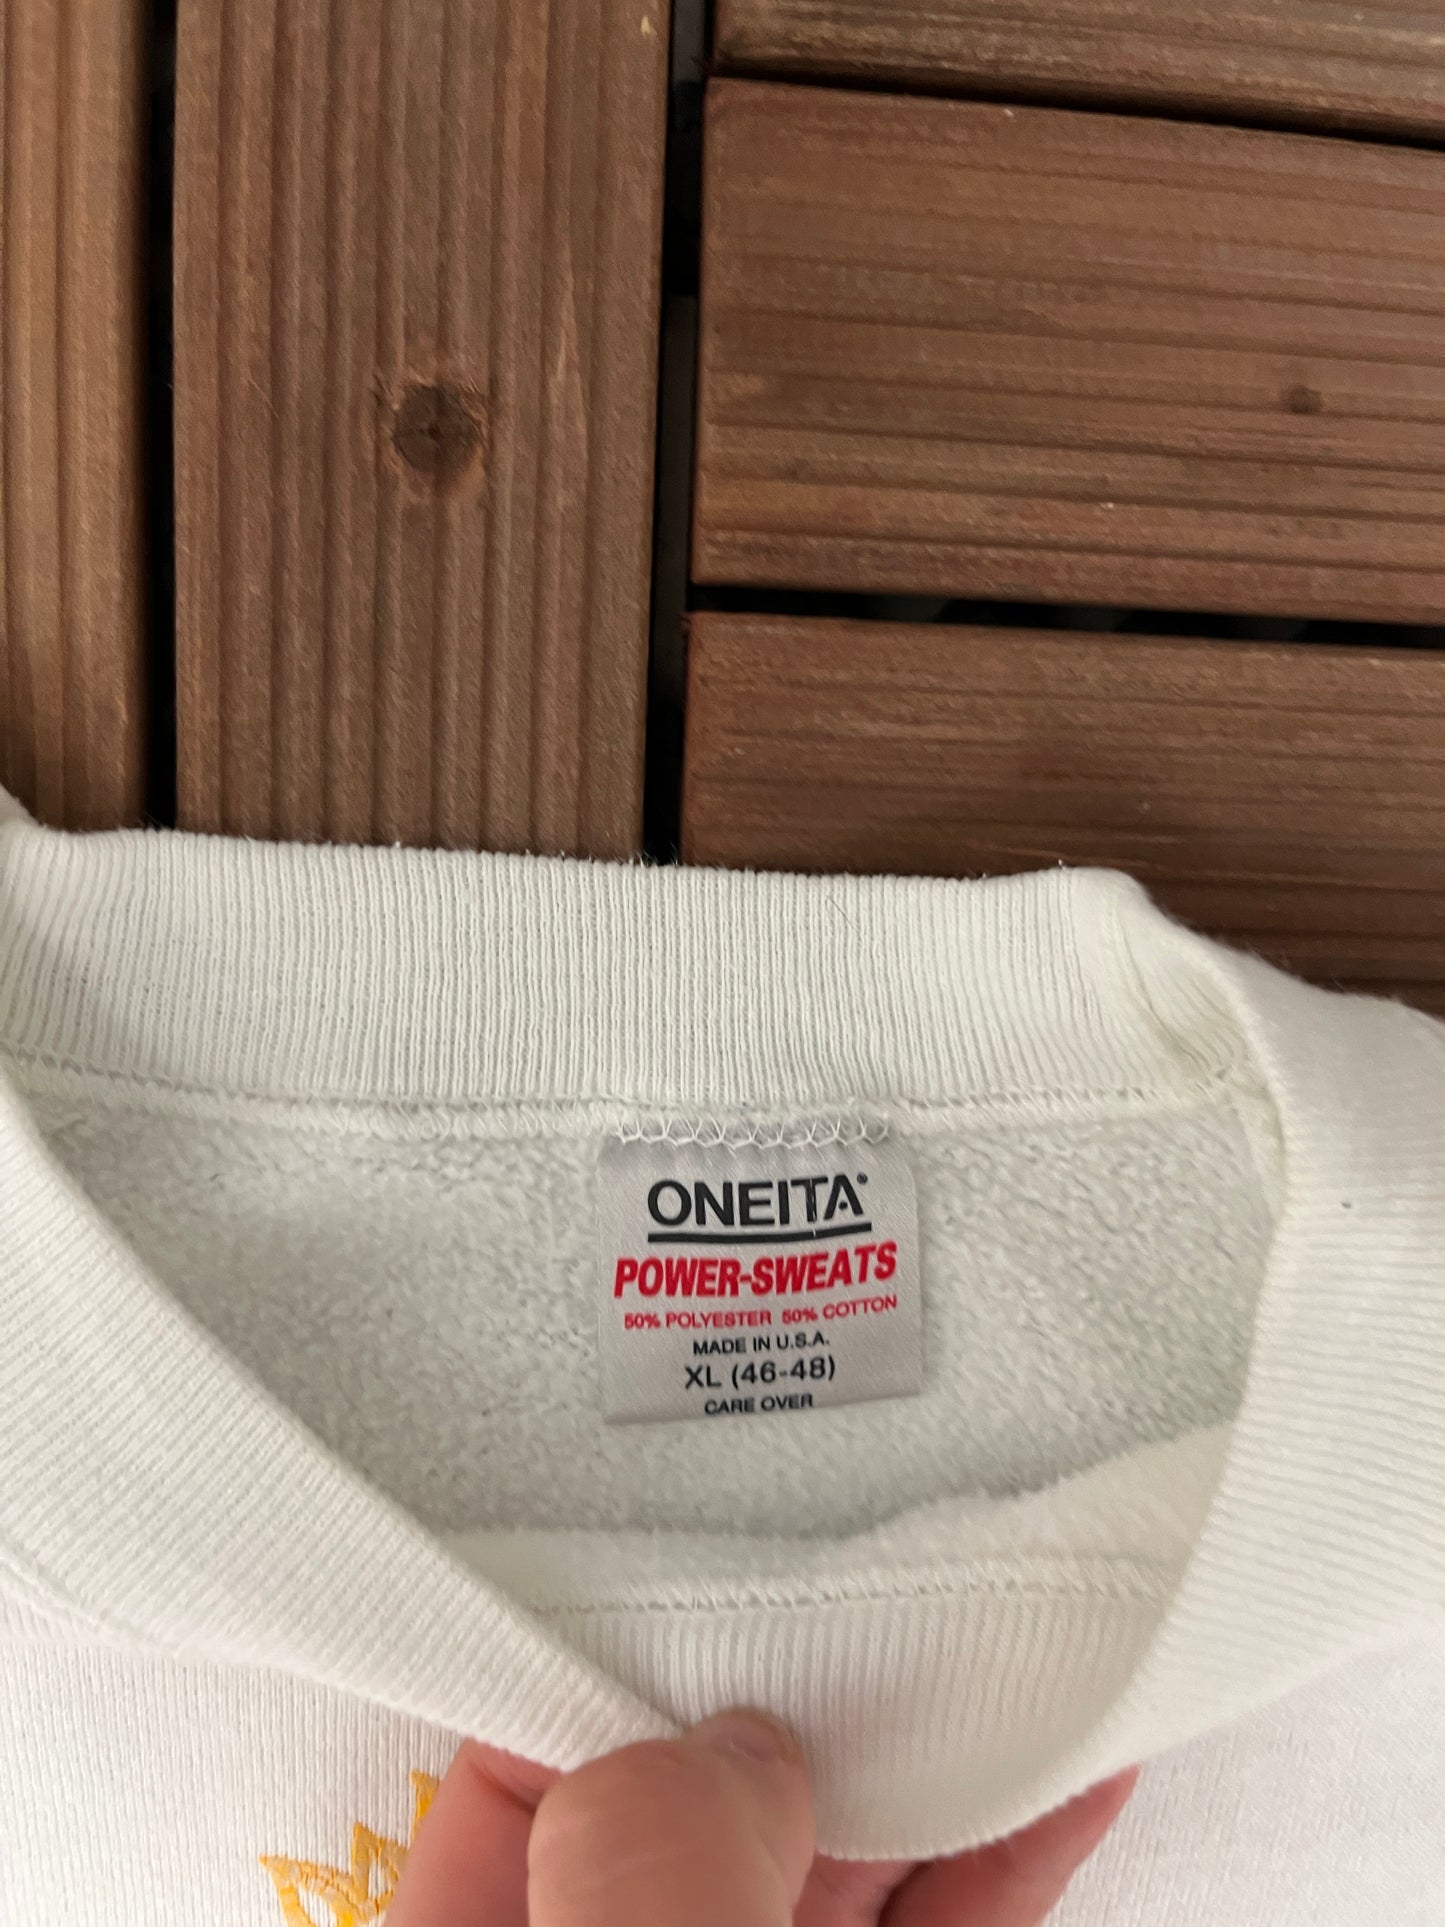 ONEITA®
POWER-SWEATS
50% POLYESTER 50% COTTON
MADE IN U.S.A.
XL (46-48)
CARE OVER